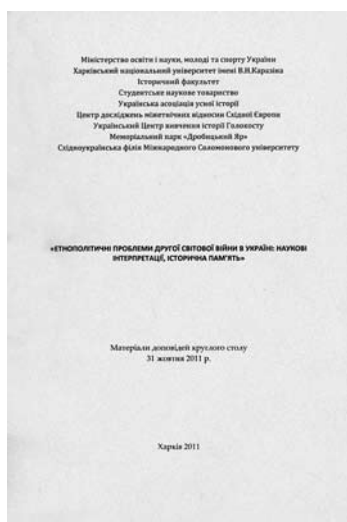 Міністерство освіти і науки, молоді та спорту України
Харківський національний університет імені В.Н.Каразіна
Історичний факультет
Студентське наукове товариство
Українська асоціація усної історії
Центр досліджень міжетнічних відносин Східної Європи
Український Центр вивчення історії Голокосту
Меморіальний парк «Дробицький Яр»
Східноукраїнська філія Міжнародного Соломонового університету
«ЕТНОПОЛІТИЧНІ ПРОБЛЕМИ ДРУГОЇ СВІТОВОЇ ВІЙНИ В УКРАЇНІ: НАУКОВІ
ІНТЕРПРЕТАЦІЇ, ІСТОРИЧНА ПАМ'ЯТЬ»
Матеріали доповідей круглого столу
31 жовтня 2011 р.
Харків 2011